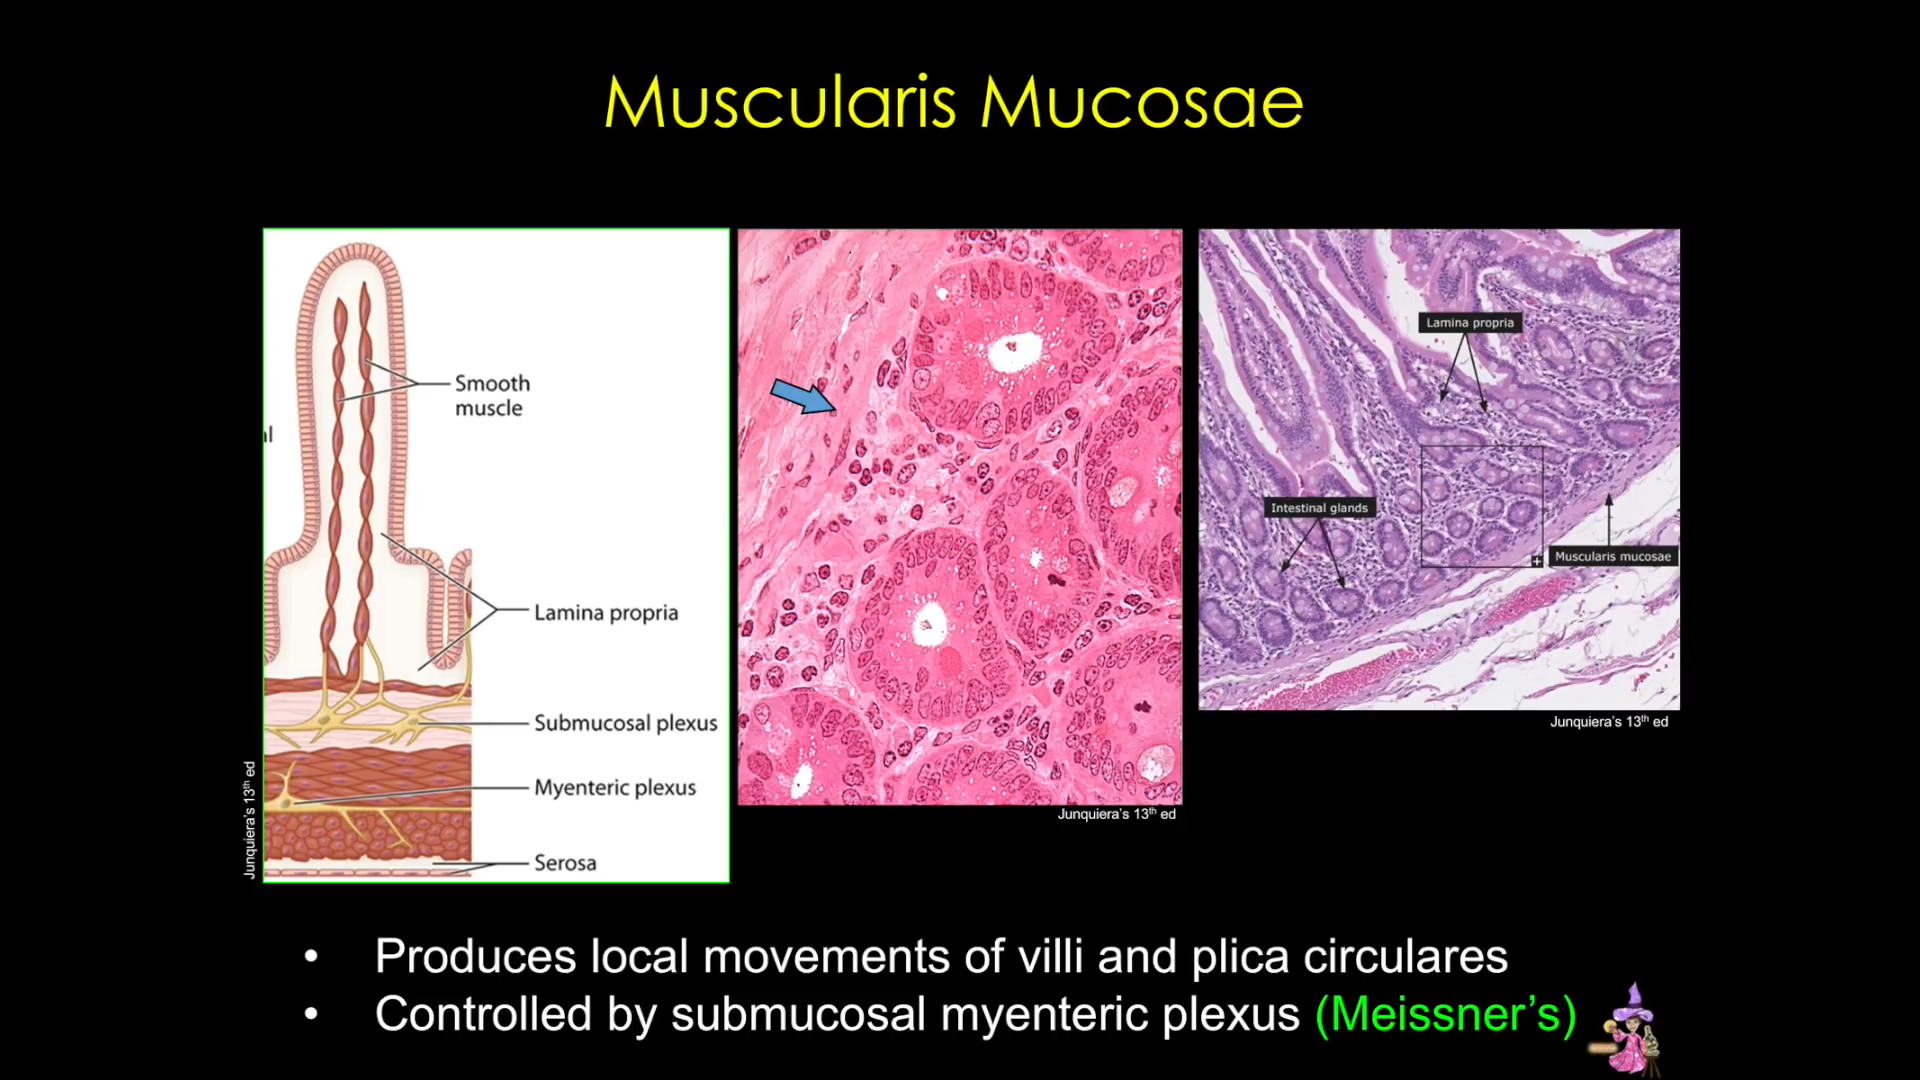 Muscularis Mucosae
al
Smooth
muscle
Lamina propria
Submucosal plexus
Myenteric plexus
Serosa
Junquiera's 13th ed
Junquiera's 13th ed
Lamina propria
Intestinal glands
Muscularis mucosae
Junquiera's 13th ed
• Produces local movements of villi and plica circulares
• Controlled by submucosal myenteric plexus (Meissner's)